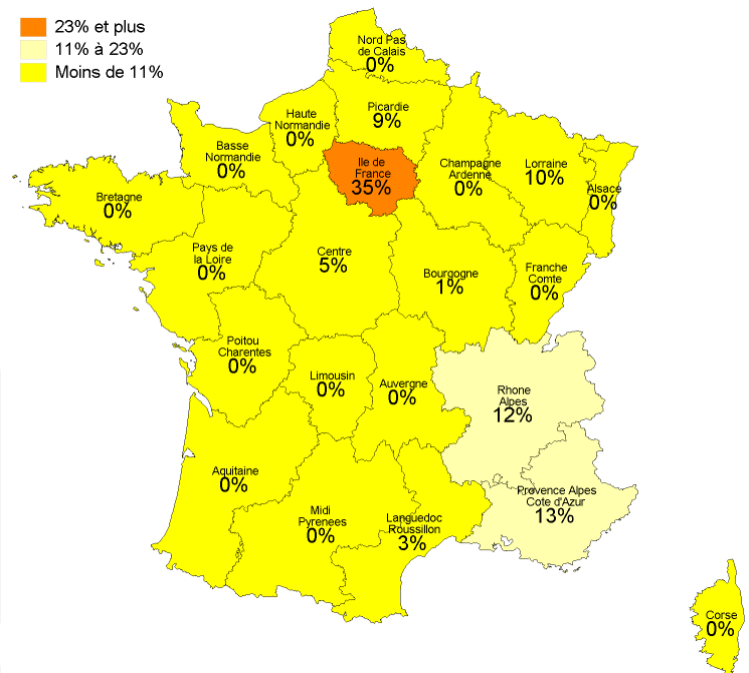 23% et plus
11% à 23%
Moins de 11%
Nord Pas
de Calais
0%
Picardie
9%
Haute
Normandie
0%
Basse
Normandie
0%
Ile de
France
35%
Champagne
Ardenne
0%
Lorraine
10%
Alsace
0%
Bretagne
0%
Pays de
la Loire
0%
Centre
5%
Bourgogne
1%
Franche
Comte
0%
Poitou
Charentes
0%
Limousin
0%
Auvergne
0%
Rhone
Alpes
12%
Aquitaine
0%
Midi
Pyrenees
0%
Languedoc
Roussillon
3%
Provence Alpes
Cote d'Azur
13%
Corse
0%